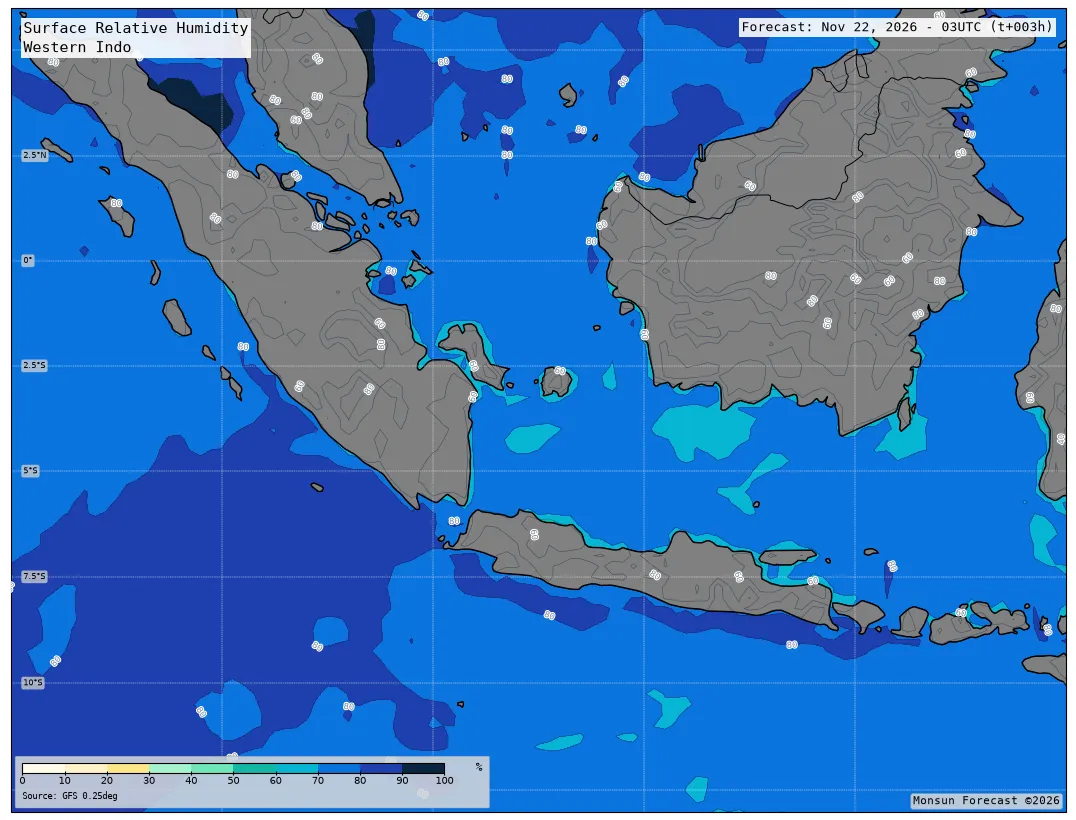 Surface Relative Humidity
Western Indo
Forecast: Nov 22, 2026 - 03UTC (t+003h)
2.5°N
0°
2.5°S
5°S
7.5°S
10°S
0 10 20 30 40 50 60 70 80 90 100
%
Source: GFS 0.25deg
Monsun Forecast ©2026